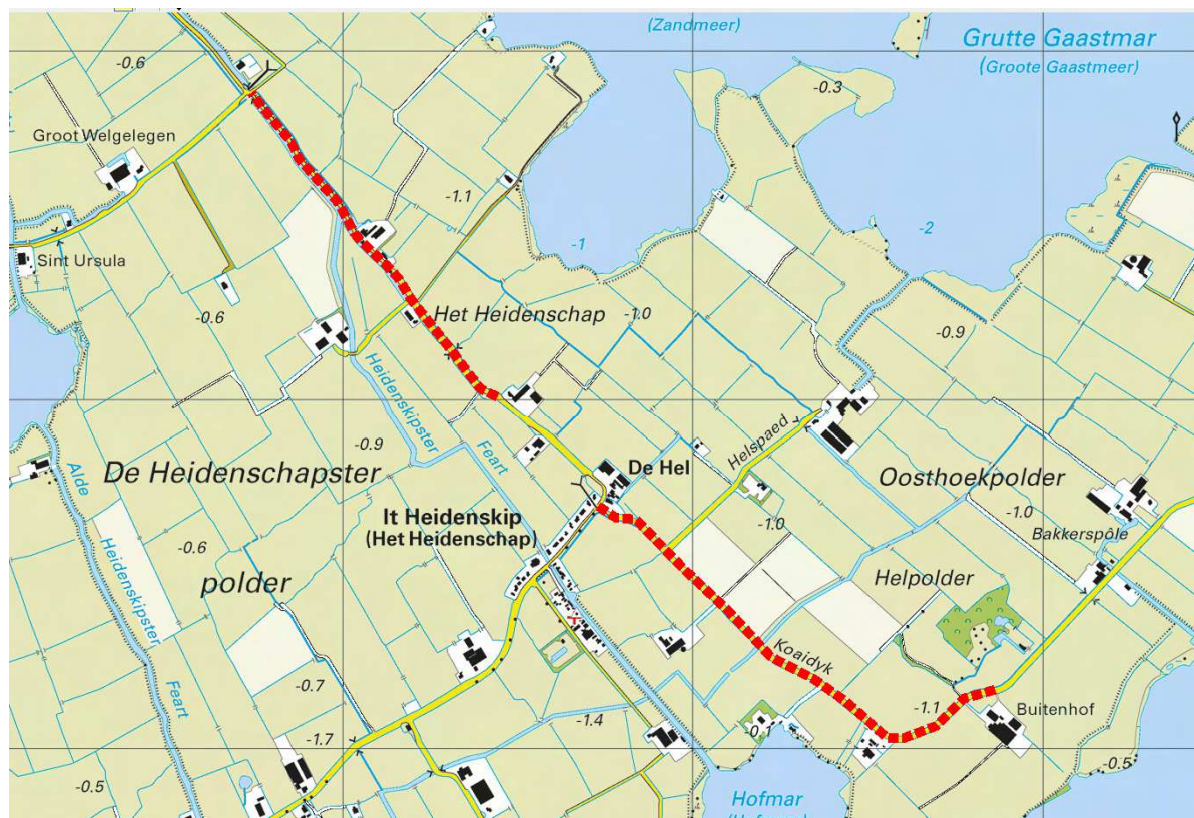 (Zandmeer)
Grutte Gaastmar
(Groote Gaastmeer)
-0.6
-0.3
Groot Welgelegen
-1.1
-2
-1
Sint Ursula
-0.6
Het Heidenschap
-1.0
-0.9
Heidenskipster
Feart
-0.9
De Heidenschapster
polder
Alde
Heidenskipster
Feart
Helspaed
De Hel
Oosthoekpolder
It Heidenskip
(Het Heidenschap)
-1.0
-1.0
Bakkerspôle
-0.6
Helpolder
Koaidyk
-0.7
-1.1
Buitenhof
-1.4
-1.7
-0.5
-0.5
Hofmar